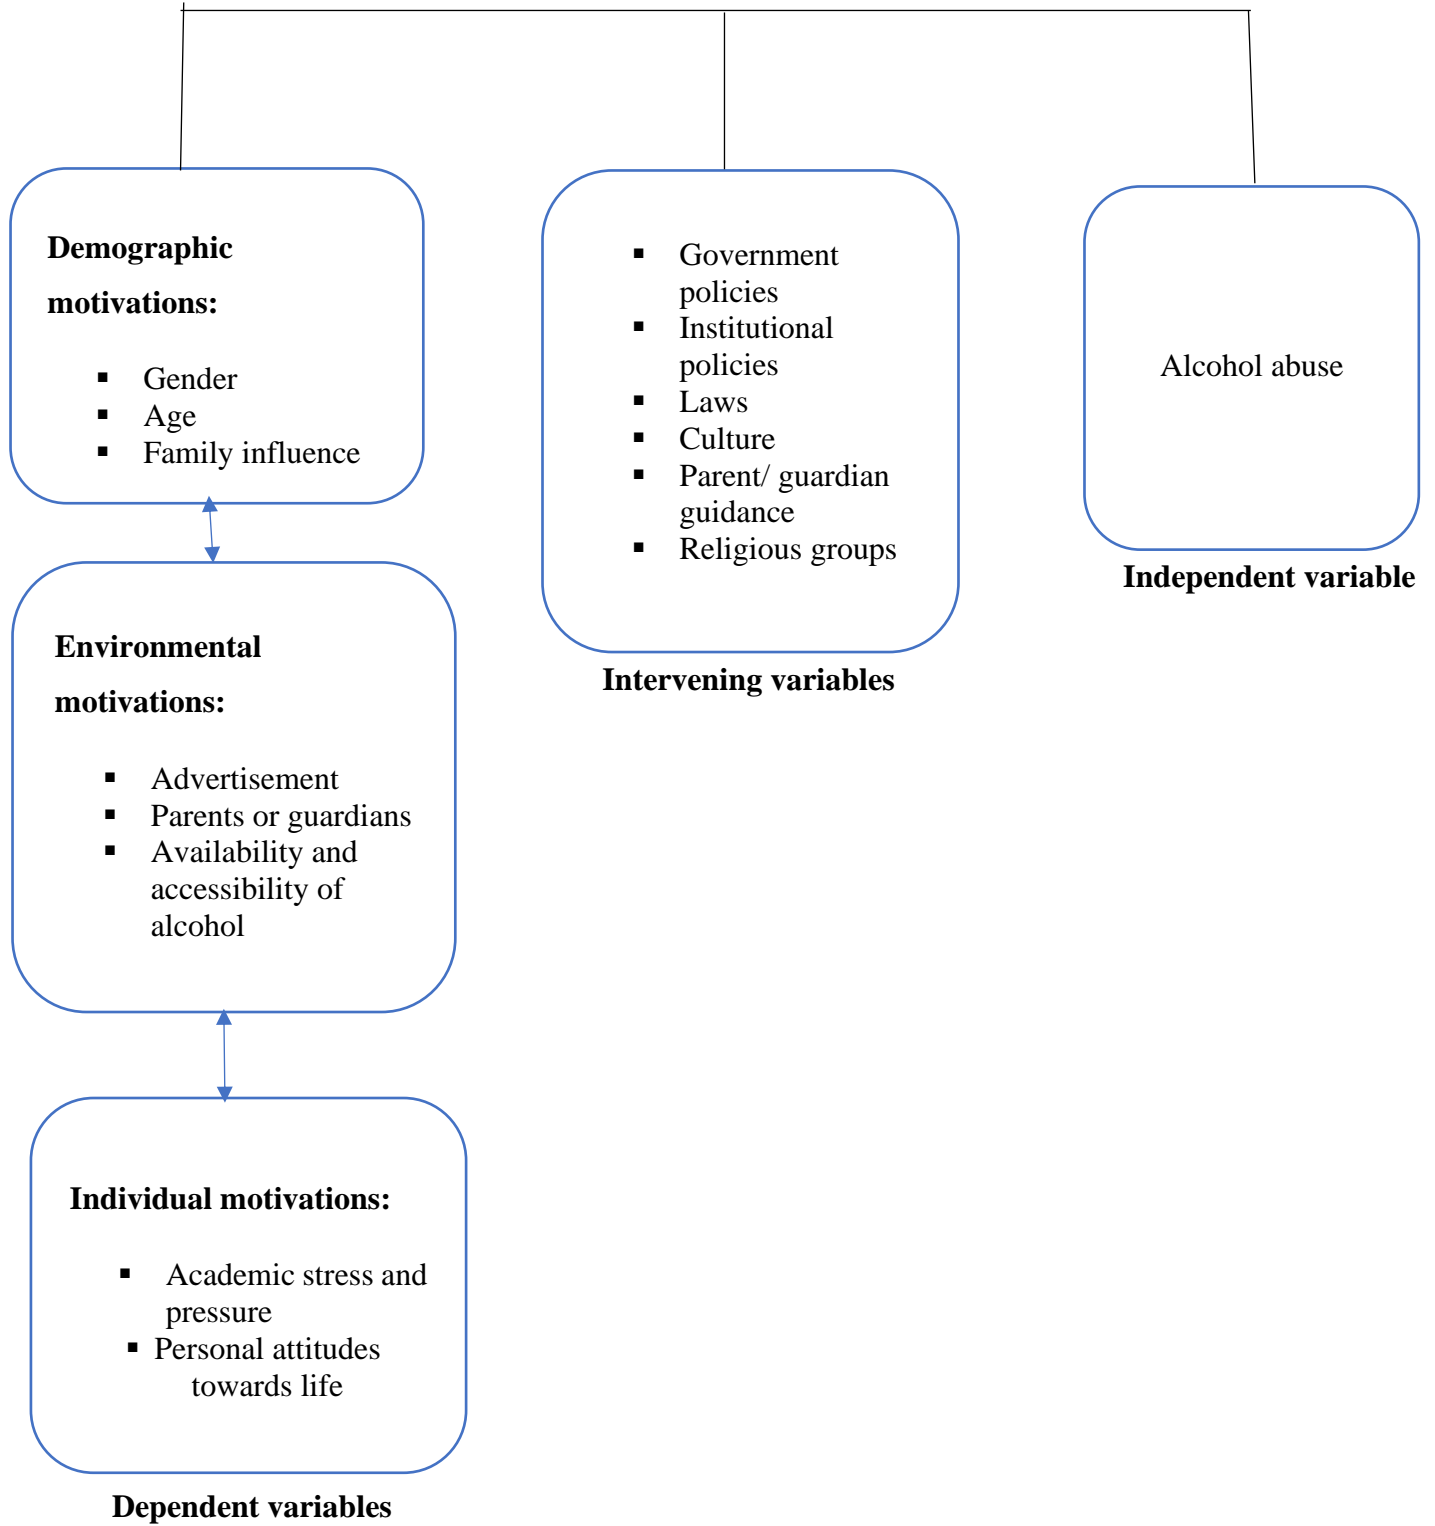 Demographic
motivations:
▪ Gender
▪ Age
▪ Family influence
Environmental
motivations:
▪ Advertisement
▪ Parents or guardians
▪ Availability and
accessibility of
alcohol
Individual motivations:
▪ Academic stress and
pressure
▪ Personal attitudes
towards life
Dependent variables
▪ Government
policies
▪ Institutional
policies
▪ Laws
▪ Culture
▪ Parent/ guardian
guidance
▪ Religious groups
Intervening variables
Alcohol abuse
Independent variable